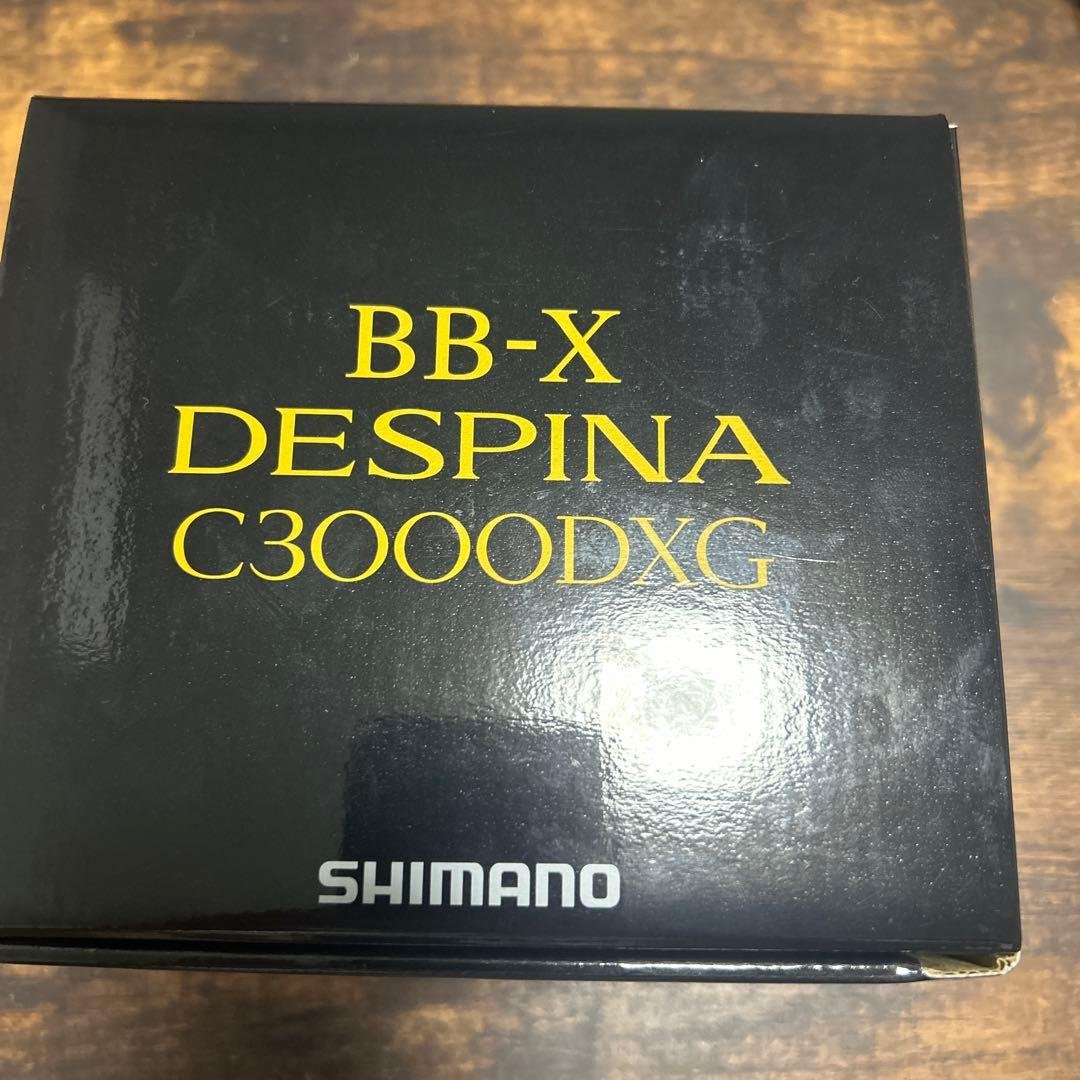 BB-X
DESPINA
C3000DXG
SHIMANO